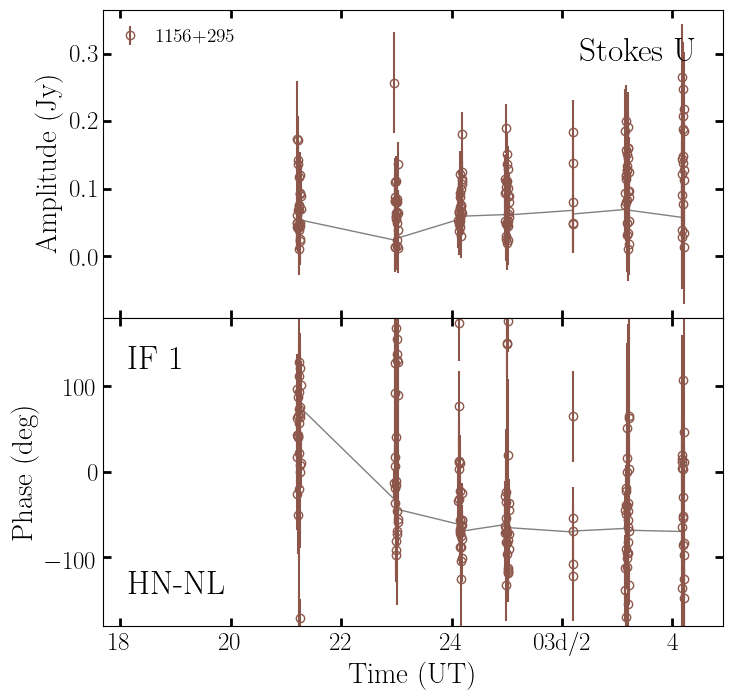 1156+295
Stokes U
0.3
0.2
0.1
0.0
Amplitude (Jy)
IF 1
100
0
−100
Phase (deg)
HN-NL
18 20 22 24 03d/2 4
Time (UT)